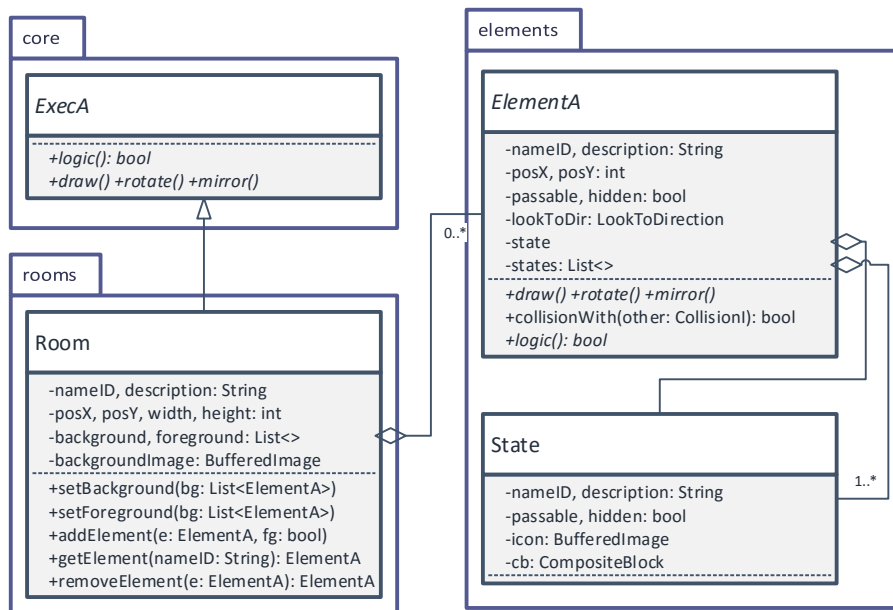 core
ExecA
+logic(): bool
+draw() +rotate() +mirror()
rooms
Room
-nameID, description: String
-posX, posY, width, height: int
-background, foreground: List<>
-backgroundImage: BufferedImage
+setBackground(bg: List<ElementA>)
+setForeground(bg: List<ElementA>)
+addElement(e: ElementA, fg: bool)
+getElement(nameID: String): ElementA
+removeElement(e: ElementA): ElementA
0..*
elements
ElementA
-nameID, description: String
-posX, posY: int
-passable, hidden: bool
-lookToDir: LookToDirection
-state
-states: List<>
+draw() +rotate() +mirror()
+collisionWith(other: CollisionI): bool
+logic(): bool
State
-nameID, description: String
-passable, hidden: bool
-icon: BufferedImage
-cb: CompositeBlock
1..*